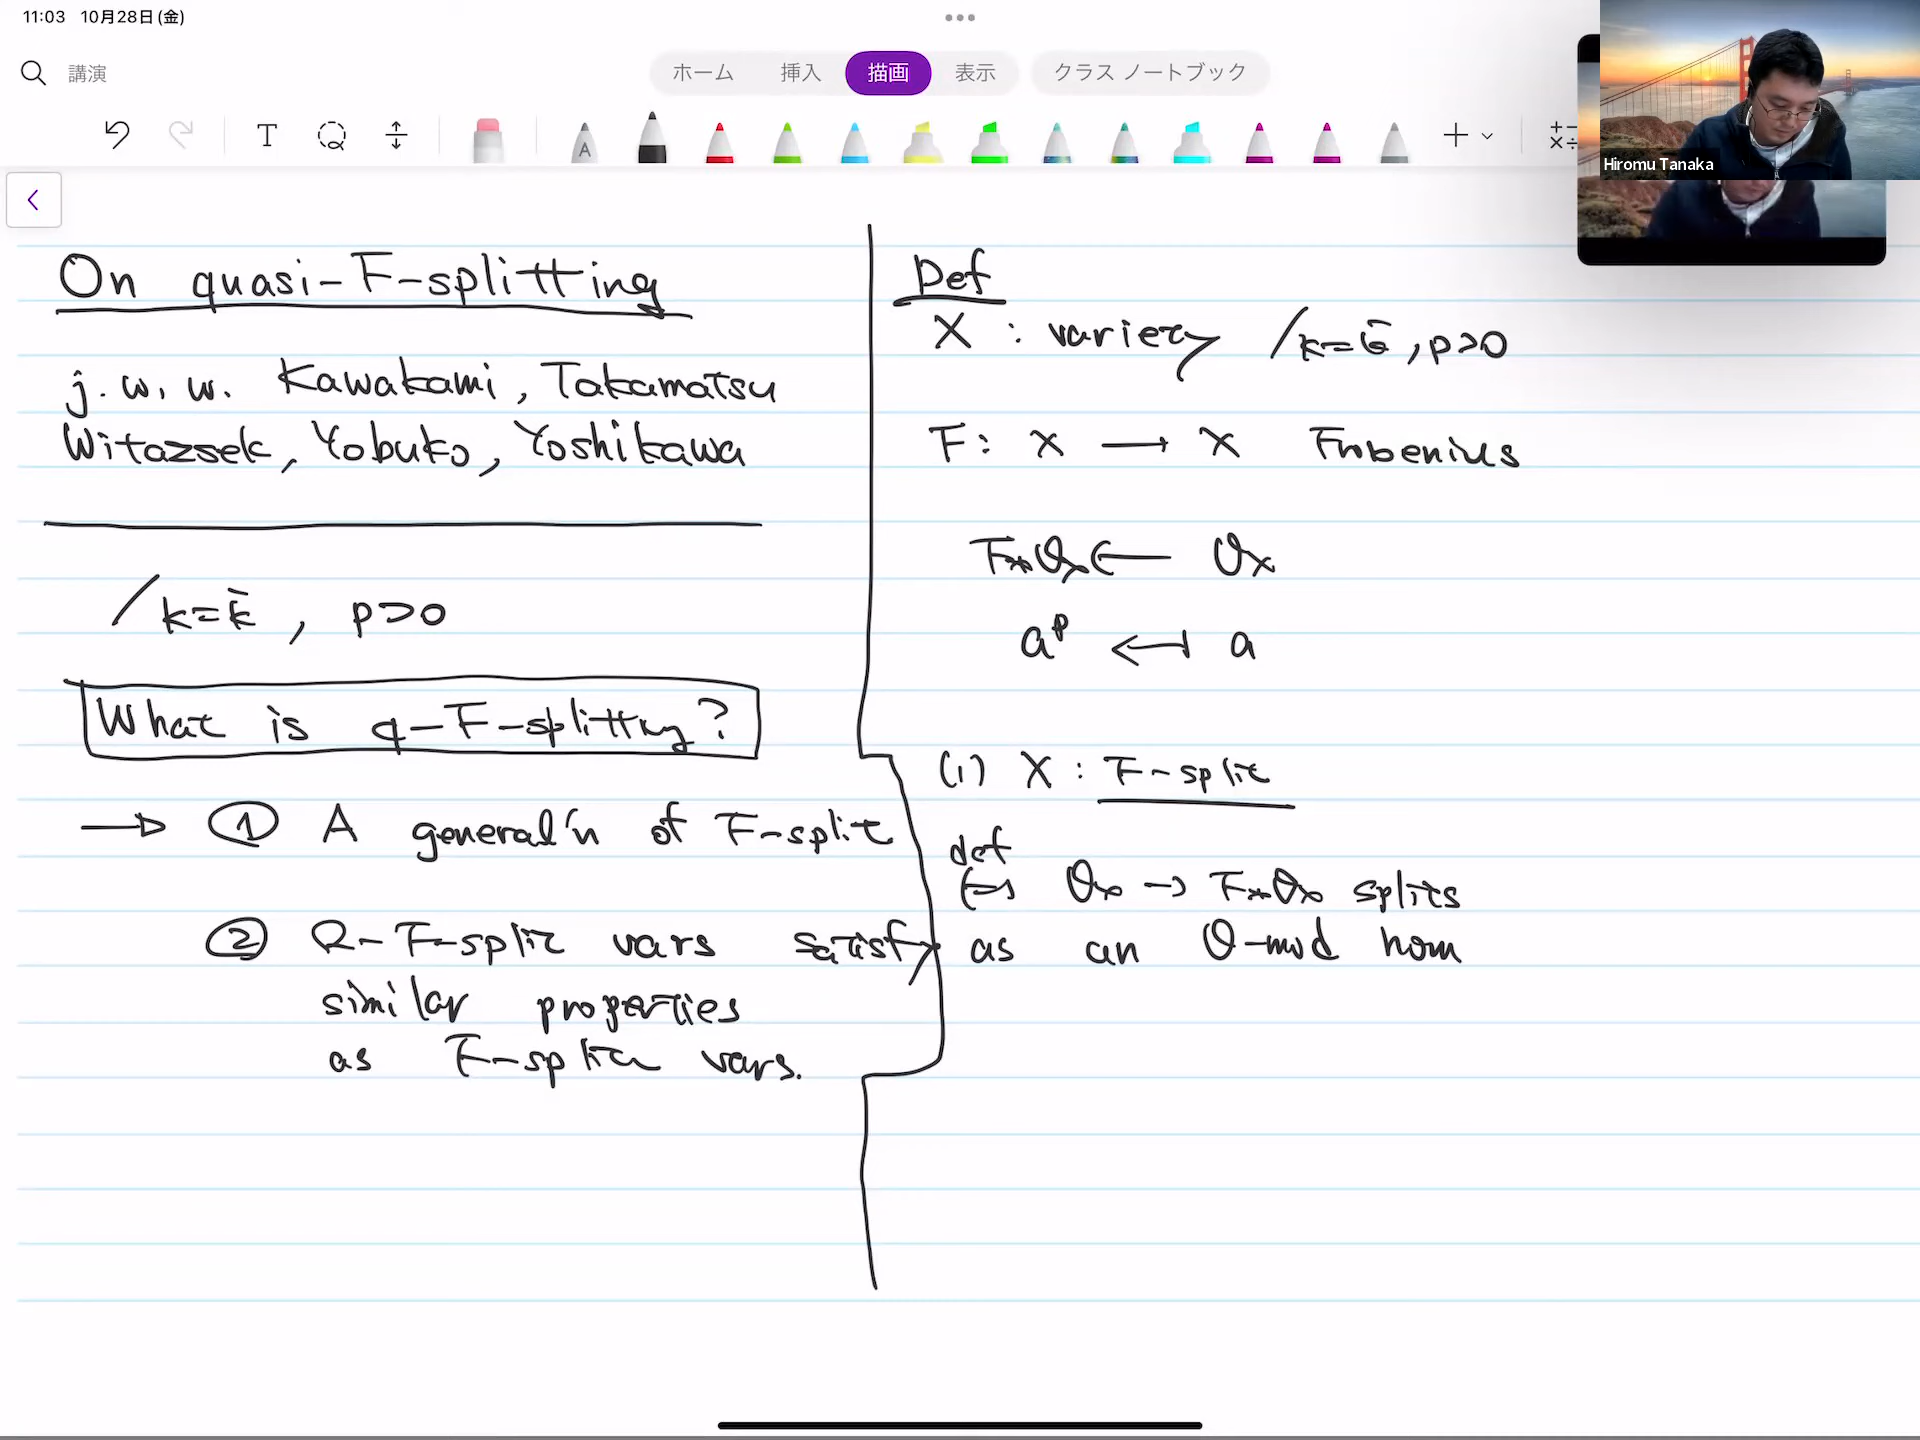 11:03 10月28日(金)
講演
ホーム 挿入 描画 表示 クラス ノートブック
T
A
Hiromu Tanaka
On quasi-F-splitting
j. w. w. Kawakami, Takamatsu
Witazsek, Yobuko, Yoshikawa
/k=k̄, p>0
What is q-F-splitting?
→ ① A general'n of F-split
② Q-F-split vars satisfy
similar properties
as F-split vars.
Def
X : variety /k=k̄, p>0
F: X → X Frobenius
F_*O_X ← O_X
a^p ↤ a
(1) X : F-split
def
⟺ O_X → F_*O_X splits
as an O-mod hom